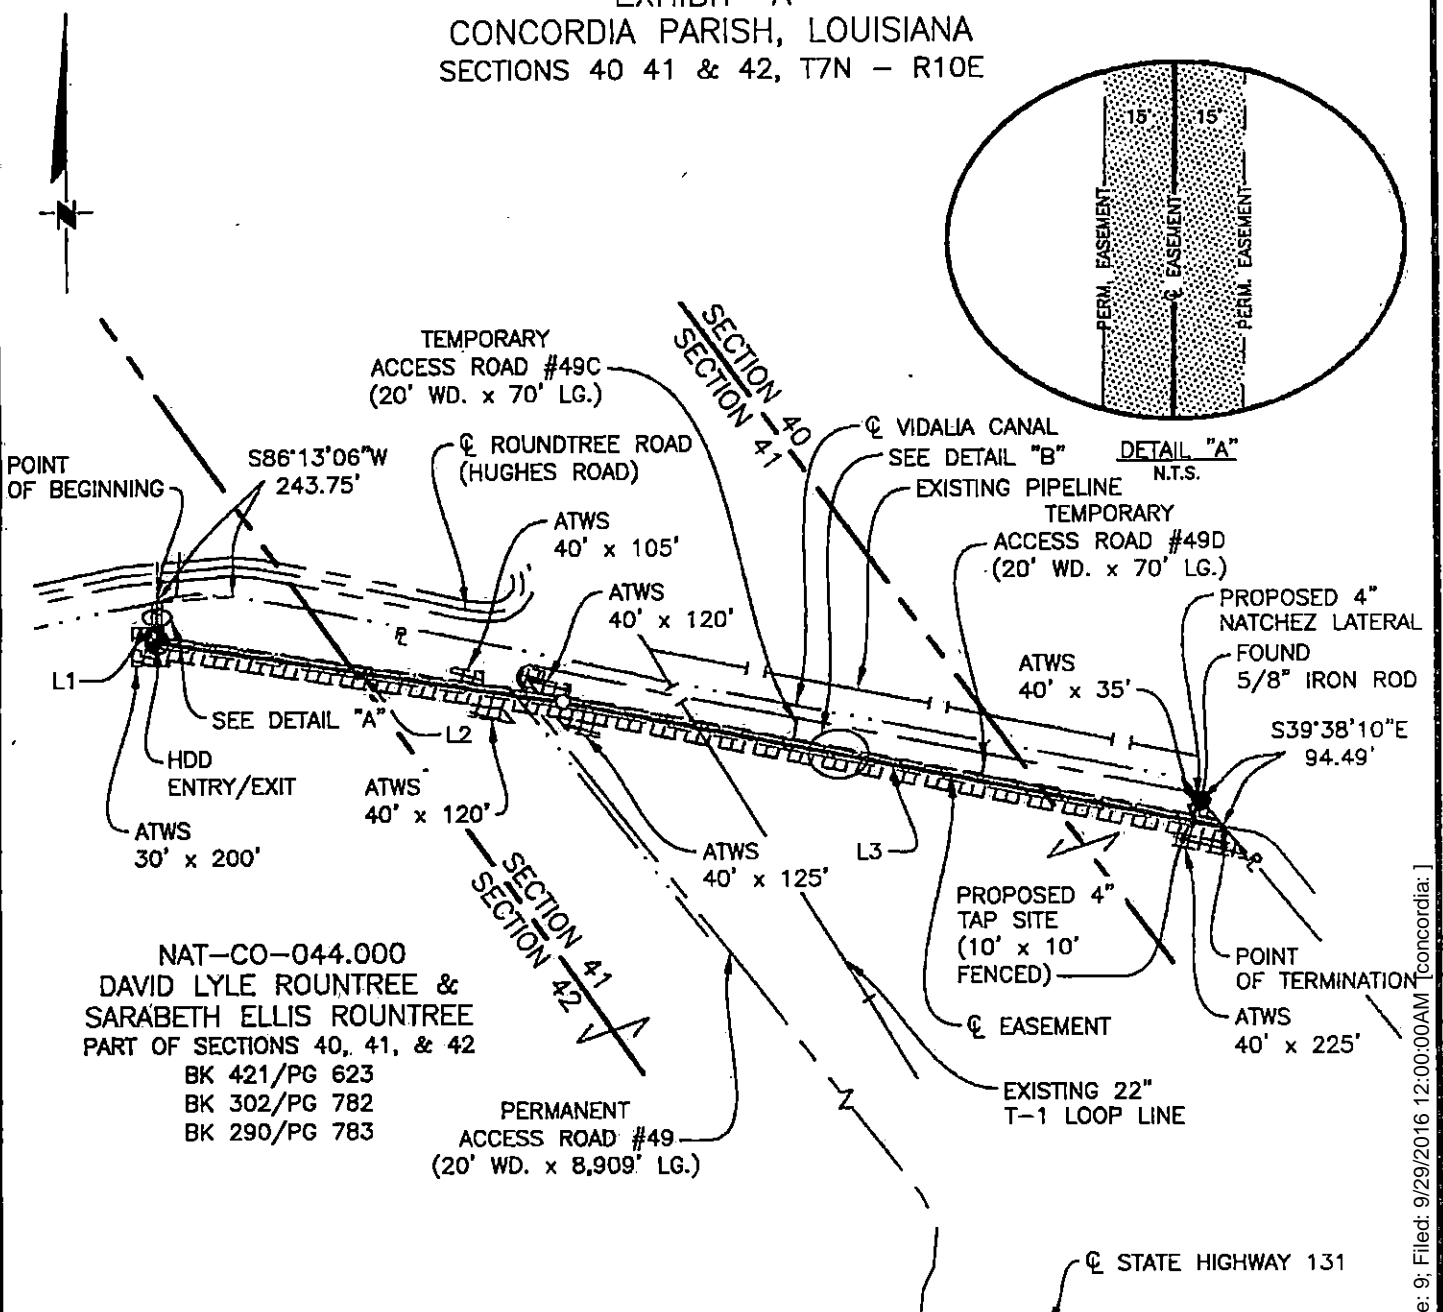 EXHIBIT "A"
CONCORDIA PARISH, LOUISIANA
SECTIONS 40 41 & 42, T7N – R10E
N
15' 15'
PERM. EASEMENT
℄ EASEMENT
PERM. EASEMENT
DETAIL "A"
N.T.S.
TEMPORARY
ACCESS ROAD #49C
(20' WD. x 70' LG.)
SECTION 40
SECTION 41
℄ VIDALIA CANAL
SEE DETAIL "B"
EXISTING PIPELINE
TEMPORARY
ACCESS ROAD #49D
(20' WD. x 70' LG.)
POINT
OF BEGINNING
S86°13'06"W
243.75'
℄ ROUNDTREE ROAD
(HUGHES ROAD)
ATWS
40' x 105'
ATWS
40' x 120'
PROPOSED 4"
NATCHEZ LATERAL
FOUND
5/8" IRON ROD
ATWS
40' x 35'
S39°38'10"E
94.49'
PL
L1
SEE DETAIL "A"
L2
HDD
ENTRY/EXIT
ATWS
40' x 120'
ATWS
30' x 200'
ATWS
40' x 125'
L3
PL
SECTION 41
SECTION 42
PROPOSED 4"
TAP SITE
(10' x 10'
FENCED)
POINT
OF TERMINATION
ATWS
40' x 225'
℄ EASEMENT
EXISTING 22"
T-1 LOOP LINE
NAT-CO-044.000
DAVID LYLE ROUNTREE &
SARABETH ELLIS ROUNTREE
PART OF SECTIONS 40, 41, & 42
BK 421/PG 623
BK 302/PG 782
BK 290/PG 783
PERMANENT
ACCESS ROAD #49
(20' WD. x 8,909' LG.)
℄ STATE HIGHWAY 131
e: 9; Filed: 9/29/2016 12:00:00AM [concordia: ]